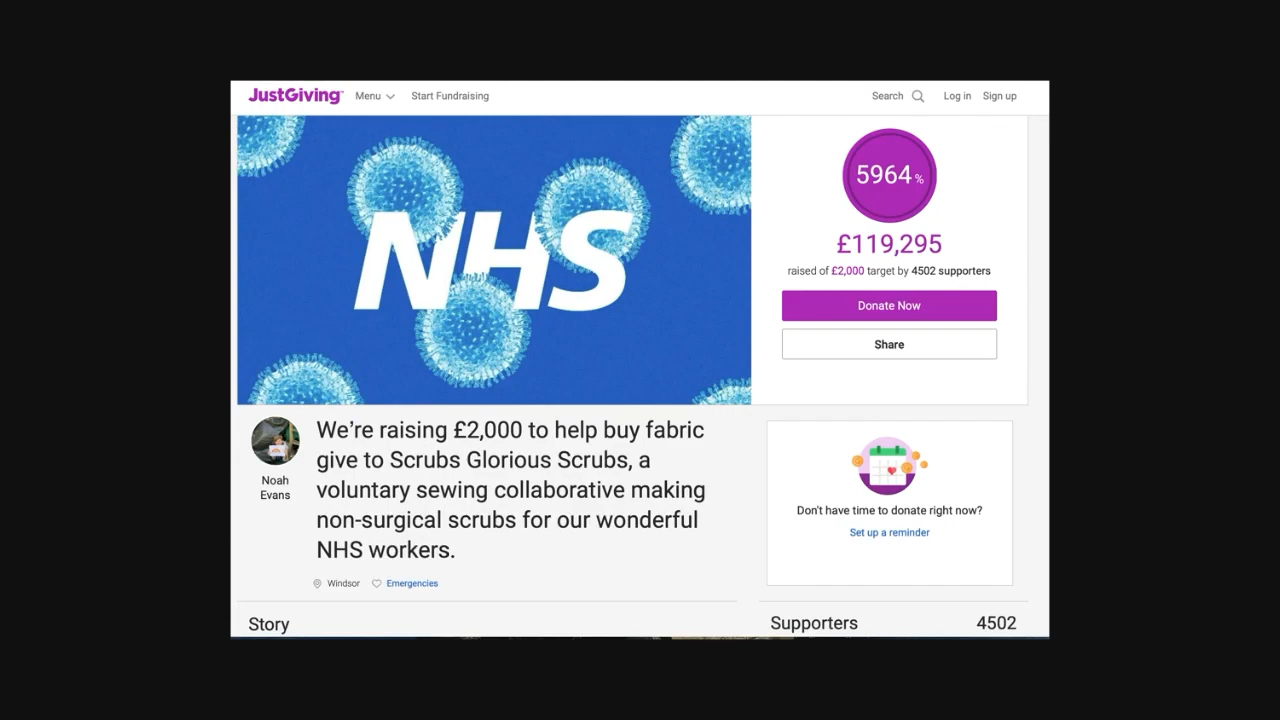 JustGiving™ Menu Start Fundraising Search Log in Sign up
NHS
5964 %
£119,295
raised of £2,000 target by 4502 supporters
Donate Now
Share
Noah
Evans
We're raising £2,000 to help buy fabric
give to Scrubs Glorious Scrubs, a
voluntary sewing collaborative making
non-surgical scrubs for our wonderful
NHS workers.
Windsor Emergencies
Don't have time to donate right now?
Set up a reminder
Story
Supporters 4502